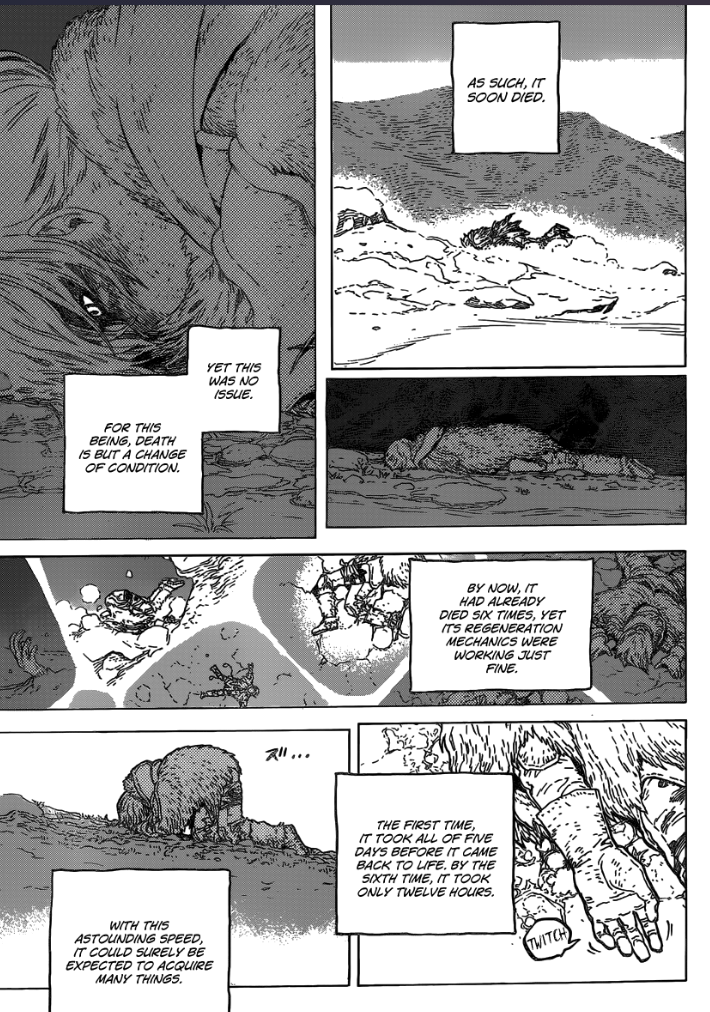 AS SUCH, IT
SOON DIED.
YET THIS
WAS NO
ISSUE.
FOR THIS
BEING, DEATH
IS BUT A CHANGE
OF CONDITION.
BY NOW, IT
HAD ALREADY
DIED SIX TIMES, YET
ITS REGENERATION
MECHANICS WERE
WORKING JUST
FINE.
ズ...
THE FIRST TIME,
IT TOOK ALL OF FIVE
DAYS BEFORE IT CAME
BACK TO LIFE. BY THE
SIXTH TIME, IT TOOK
ONLY TWELVE HOURS.
TWITCH
WITH THIS
ASTOUNDING SPEED,
IT COULD SURELY BE
EXPECTED TO ACQUIRE
MANY THINGS.